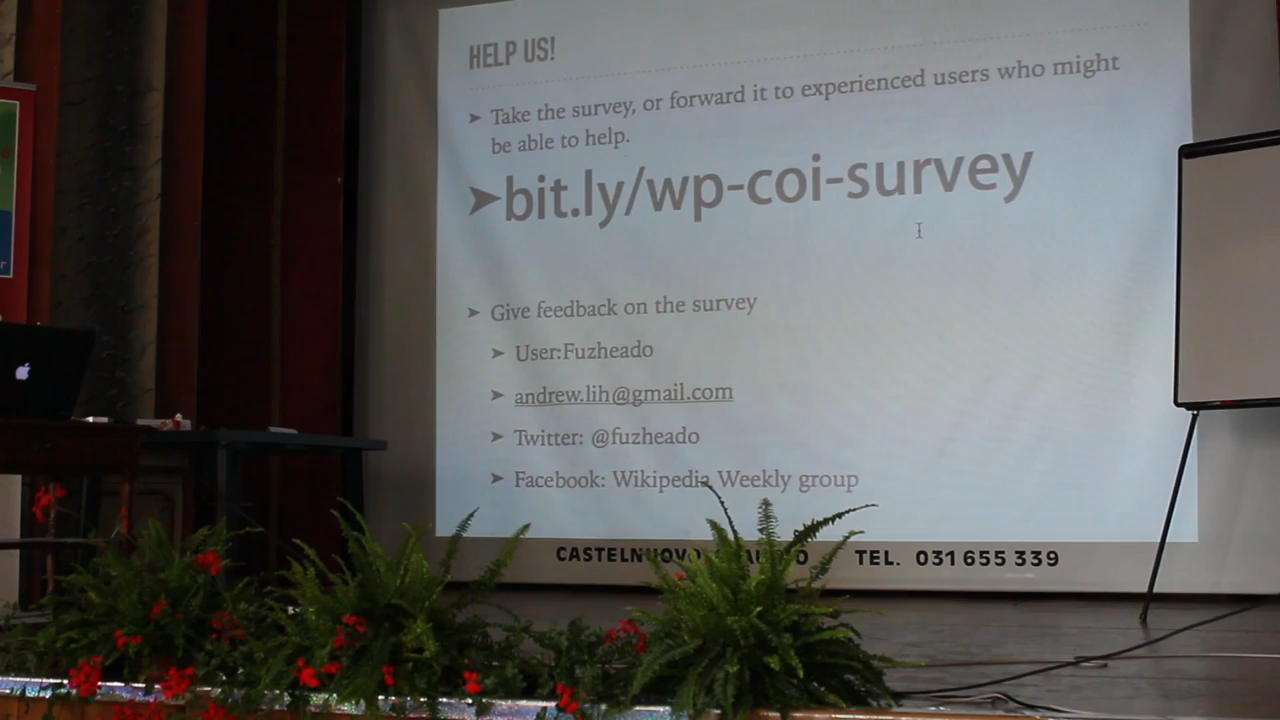 HELP US!
➤ Take the survey, or forward it to experienced users who might
be able to help.
➤bit.ly/wp-coi-survey
➤ Give feedback on the survey
➤ User:Fuzheado
➤ andrew.lih@gmail.com
➤ Twitter: @fuzheado
➤ Facebook: Wikipedia Weekly group
TEL. 031 655 339